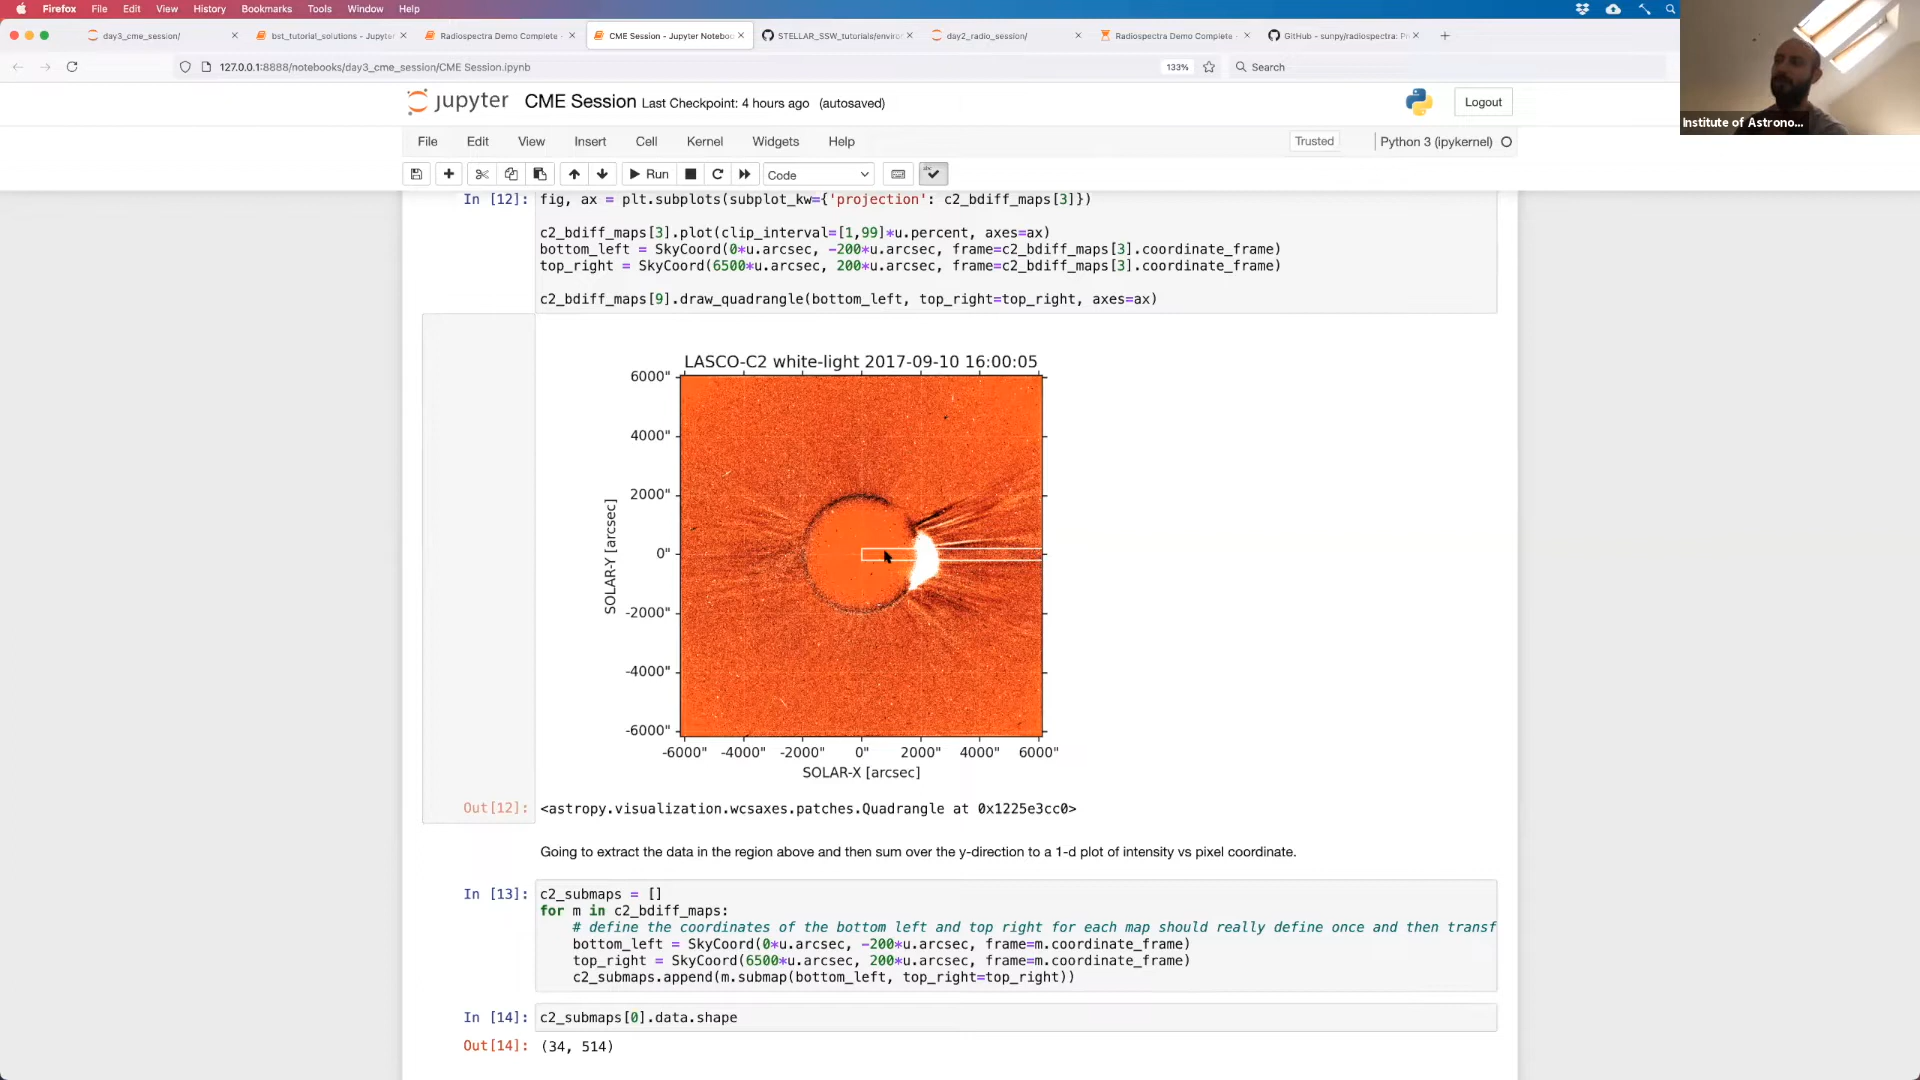 Firefox File Edit View History Bookmarks Tools Window Help
day3_cme_session/ bst_tutorial_solutions - Jupyter Radiospectra Demo Complete - CME Session - Jupyter Notebo STELLAR_SSW_tutorials/enviro day2_radio_session/ Radiospectra Demo Complete - GitHub - sunpy/radiospectra: Pr
127.0.0.1:8888/notebooks/day3_cme_session/CME Session.ipynb 133% Search
jupyter CME Session Last Checkpoint: 4 hours ago (autosaved) Logout
Institute of Astrono...
File Edit View Insert Cell Kernel Widgets Help Trusted Python 3 (ipykernel)
Run Code
In [12]: fig, ax = plt.subplots(subplot_kw={'projection': c2_bdiff_maps[3]})
c2_bdiff_maps[3].plot(clip_interval=[1,99]*u.percent, axes=ax)
bottom_left = SkyCoord(0*u.arcsec, -200*u.arcsec, frame=c2_bdiff_maps[3].coordinate_frame)
top_right = SkyCoord(6500*u.arcsec, 200*u.arcsec, frame=c2_bdiff_maps[3].coordinate_frame)
c2_bdiff_maps[9].draw_quadrangle(bottom_left, top_right=top_right, axes=ax)
LASCO-C2 white-light 2017-09-10 16:00:05
6000"
4000"
2000"
0"
-2000"
-4000"
-6000"
SOLAR-Y [arcsec]
-6000" -4000" -2000" 0" 2000" 4000" 6000"
SOLAR-X [arcsec]
Out[12]: <astropy.visualization.wcsaxes.patches.Quadrangle at 0x1225e3cc0>
Going to extract the data in the region above and then sum over the y-direction to a 1-d plot of intensity vs pixel coordinate.
In [13]: c2_submaps = []
for m in c2_bdiff_maps:
# define the coordinates of the bottom left and top right for each map should really define once and then transf
bottom_left = SkyCoord(0*u.arcsec, -200*u.arcsec, frame=m.coordinate_frame)
top_right = SkyCoord(6500*u.arcsec, 200*u.arcsec, frame=m.coordinate_frame)
c2_submaps.append(m.submap(bottom_left, top_right=top_right))
In [14]: c2_submaps[0].data.shape
Out[14]: (34, 514)